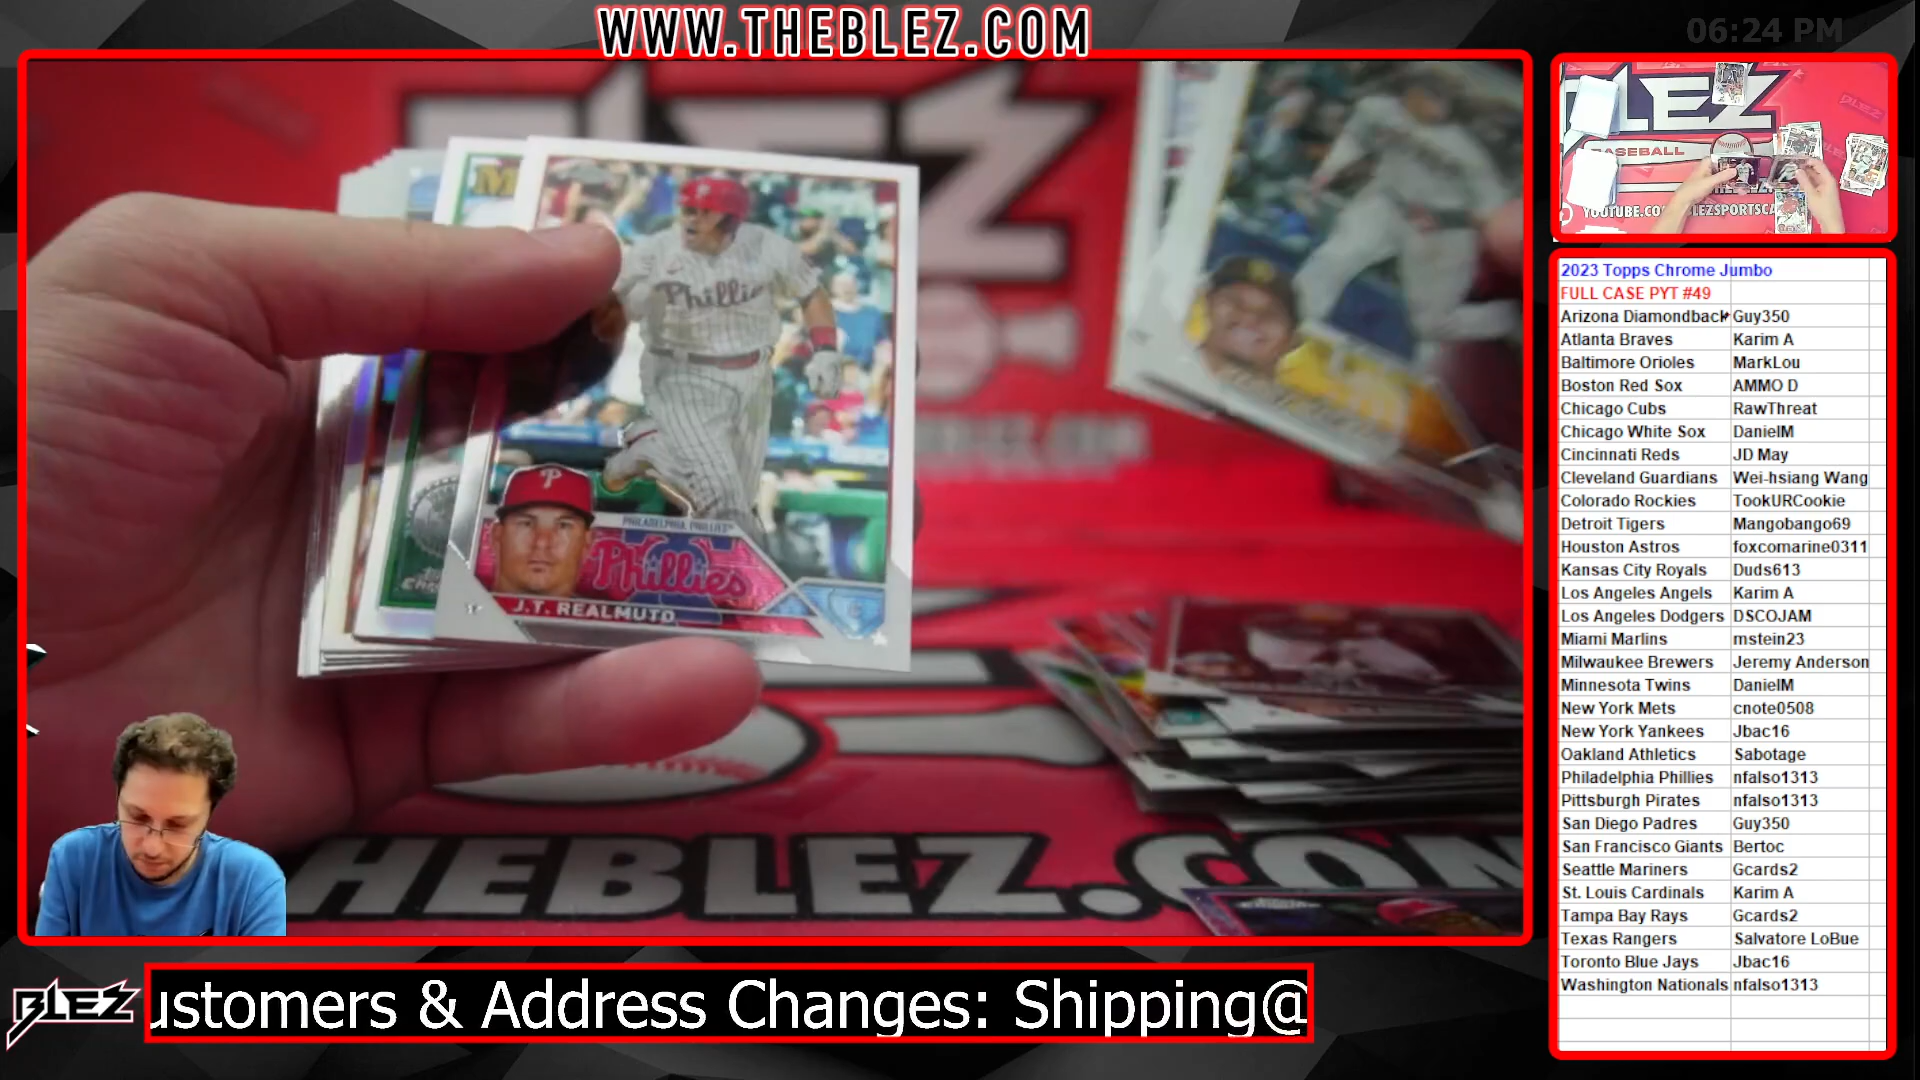 WWW.THEBLEZ.COM
06:24 PM
Phillies
PHILADELPHIA PHILLIES
Phillies
J.T. REALMUTO
HEBLEZ.COM
BLEZ
BASEBALL
2023 Topps Chrome Jumbo
FULL CASE PYT #49
Arizona Diamondback Guy350
Atlanta Braves Karim A
Baltimore Orioles MarkLou
Boston Red Sox AMMO D
Chicago Cubs RawThreat
Chicago White Sox DanielM
Cincinnati Reds JD May
Cleveland Guardians Wei-hsiang Wang
Colorado Rockies TookURCookie
Detroit Tigers Mangobango69
Houston Astros foxcomarine0311
Kansas City Royals Duds613
Los Angeles Angels Karim A
Los Angeles Dodgers DSCOJAM
Miami Marlins mstein23
Milwaukee Brewers Jeremy Anderson
Minnesota Twins DanielM
New York Mets cnote0508
New York Yankees Jbac16
Oakland Athletics Sabotage
Philadelphia Phillies nfalso1313
Pittsburgh Pirates nfalso1313
San Diego Padres Guy350
San Francisco Giants Bertoc
Seattle Mariners Gcards2
St. Louis Cardinals Karim A
Tampa Bay Rays Gcards2
Texas Rangers Salvatore LoBue
Toronto Blue Jays Jbac16
Washington Nationals nfalso1313
BLEZ
ustomers & Address Changes: Shipping@